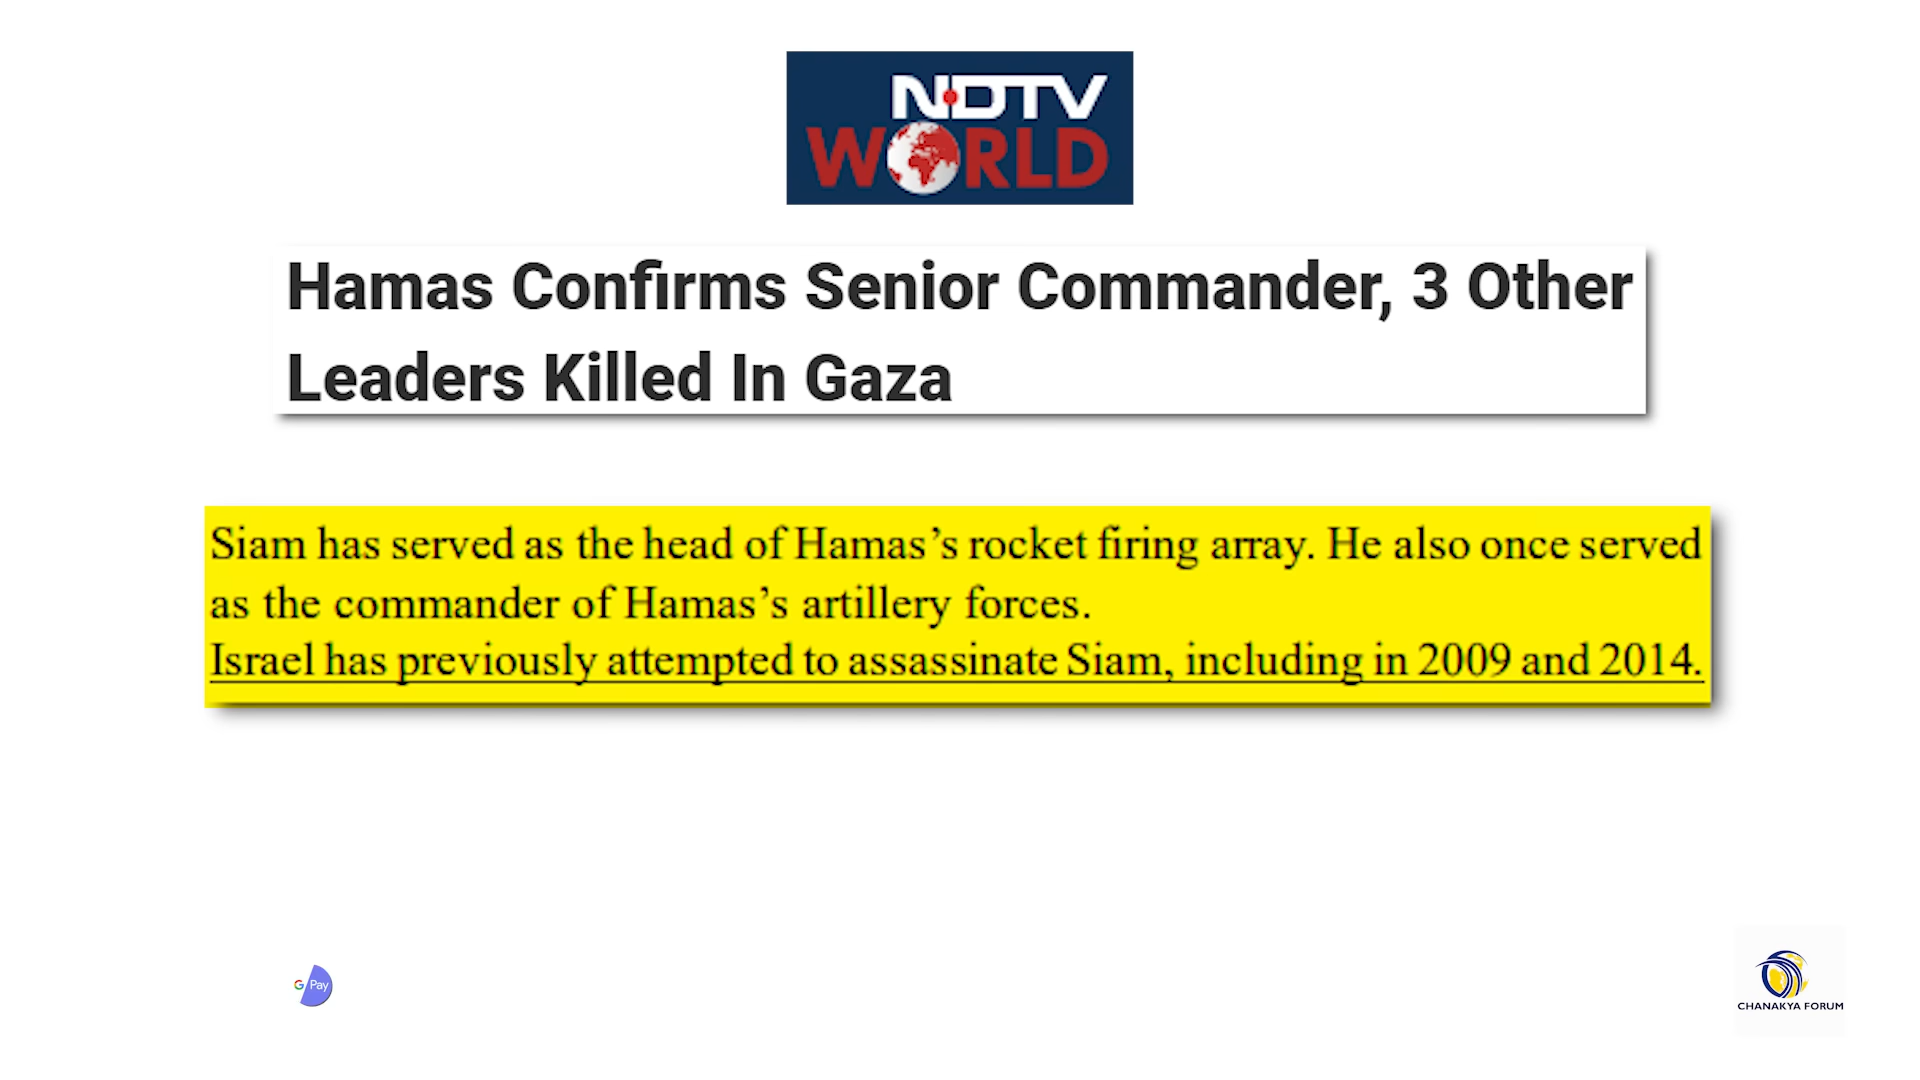 NDTV
WORLD
Hamas Confirms Senior Commander, 3 Other
Leaders Killed In Gaza
Siam has served as the head of Hamas’s rocket firing array. He also once served
as the commander of Hamas’s artillery forces.
Israel has previously attempted to assassinate Siam, including in 2009 and 2014.
G Pay
CHANAKYA FORUM